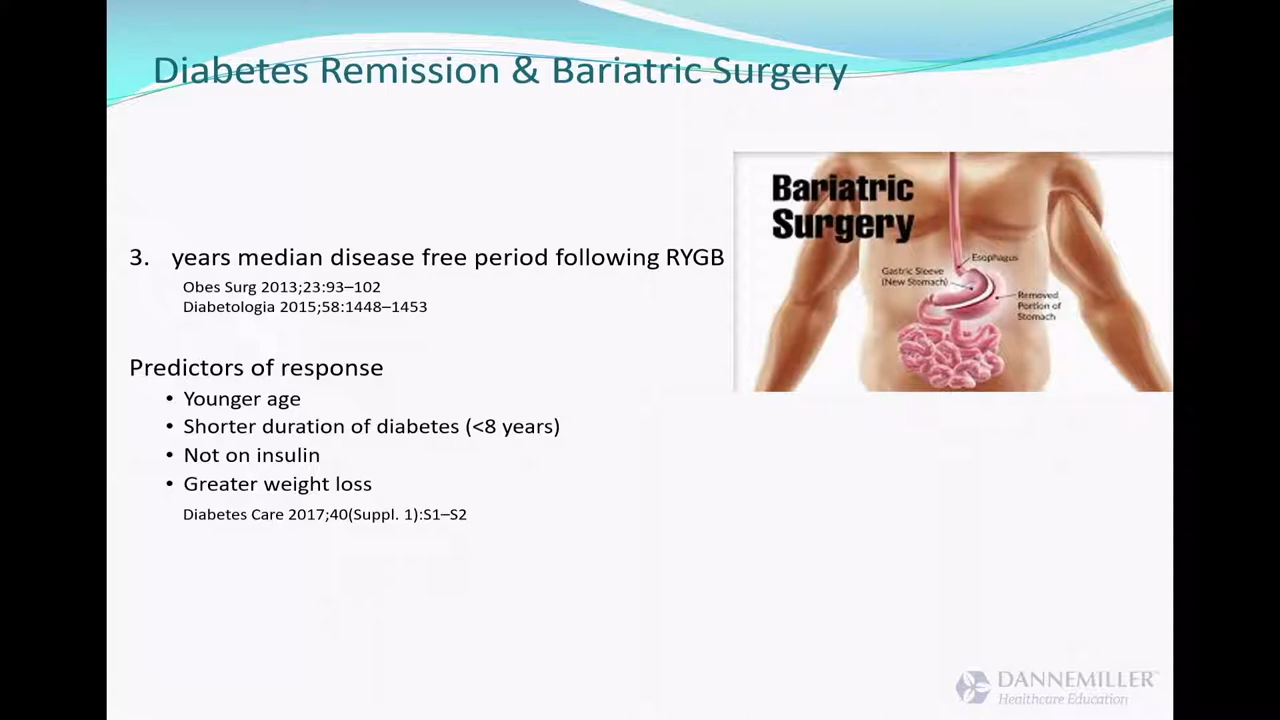 Diabetes Remission & Bariatric Surgery
3. years median disease free period following RYGB
Obes Surg 2013;23:93–102
Diabetologia 2015;58:1448–1453
Predictors of response
• Younger age
• Shorter duration of diabetes (<8 years)
• Not on insulin
• Greater weight loss
Diabetes Care 2017;40(Suppl. 1):S1–S2
Bariatric
Surgery
Esophagus
Gastric Sleeve
(New Stomach)
Removed
Portion of
Stomach
DANNEMILLER™
Healthcare Education